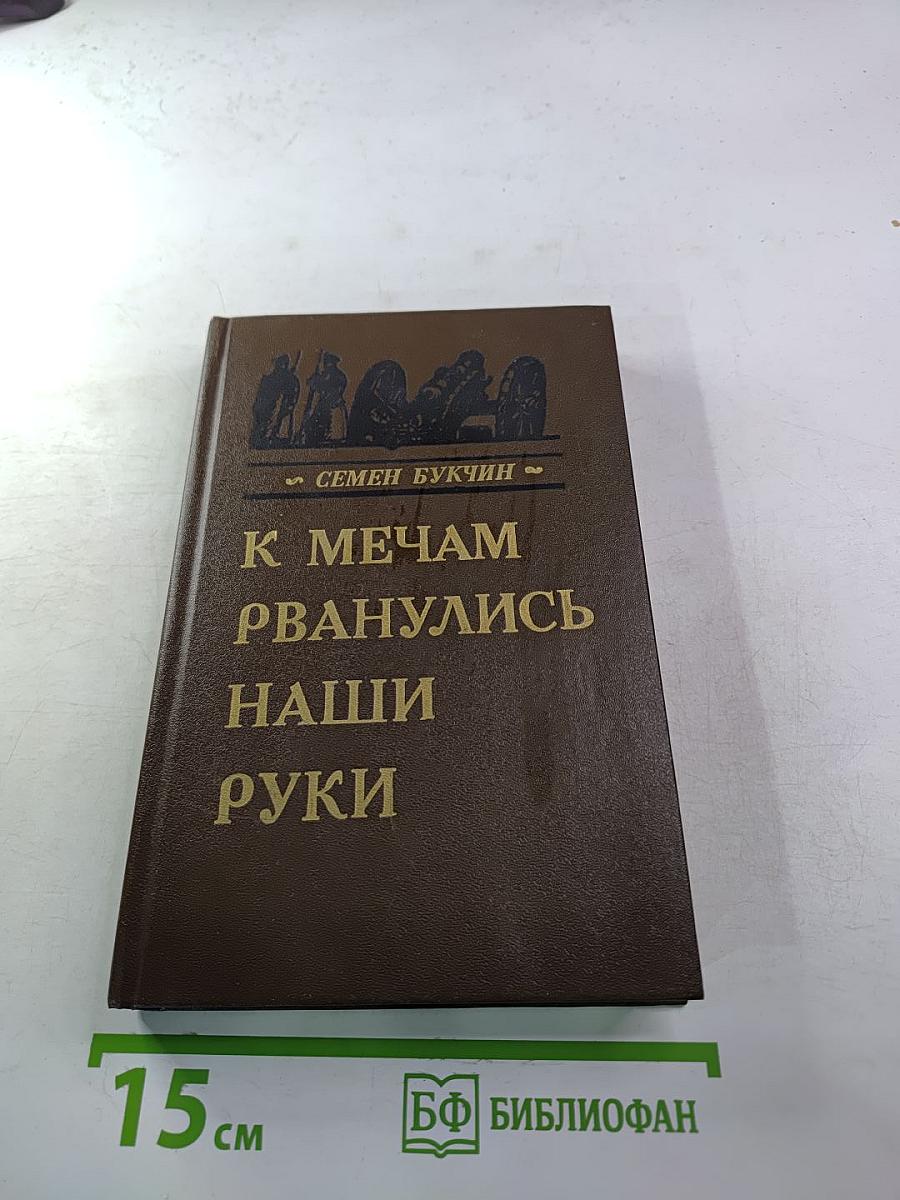 ~ СЕМЕН БУКЧИН ~
К МЕЧАМ
РВАНУЛИСЬ
НАШИ
РУКИ
15 см
БФ БИБЛИОФАН